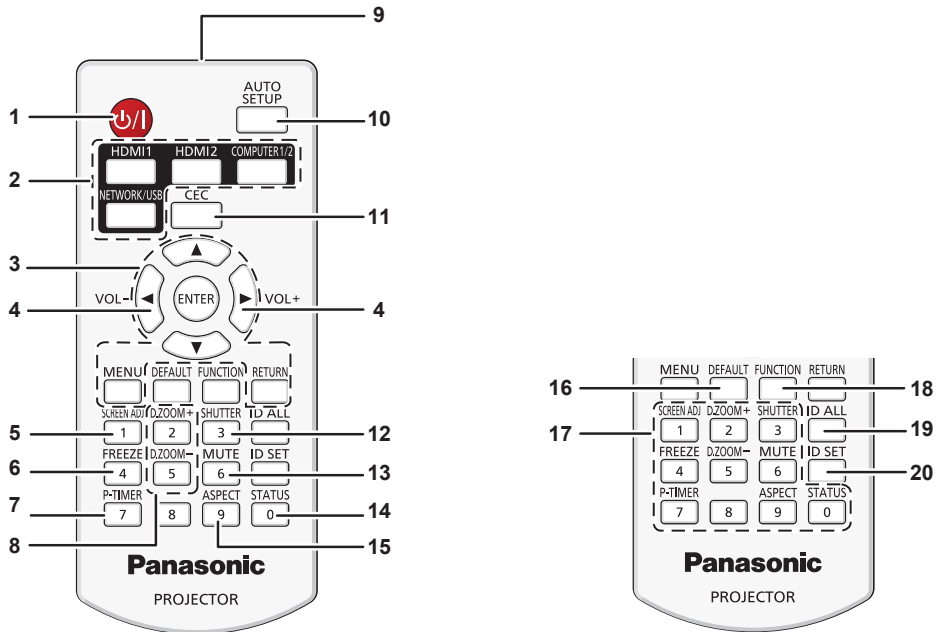 9
AUTO
SETUP
1
⏻/|
10
HDMI1 HDMI2 COMPUTER1/2
2
NETWORK/USB CEC
11
3
VOL- ENTER VOL+
4 4
MENU DEFAULT FUNCTION RETURN
SCREEN ADJ D.ZOOM+ SHUTTER ID ALL
5 1 2 3 12
FREEZE D.ZOOM- MUTE ID SET
6 4 5 6 13
P-TIMER ASPECT STATUS
7 7 8 9 0 14
8 15
Panasonic
PROJECTOR
MENU DEFAULT FUNCTION RETURN
16 18
SCREEN ADJ D.ZOOM+ SHUTTER ID ALL
17 1 2 3 19
FREEZE D.ZOOM- MUTE ID SET
4 5 6 20
P-TIMER ASPECT STATUS
7 8 9 0
Panasonic
PROJECTOR